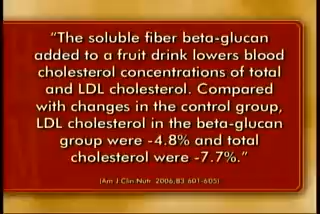 “The soluble fiber beta-glucan
added to a fruit drink lowers blood
cholesterol concentrations of total
and LDL cholesterol. Compared
with changes in the control group,
LDL cholesterol in the beta-glucan
group were -4.8% and total
cholesterol were -7.7%.”
(Am J Clin Nutr 2006;83:601-605)